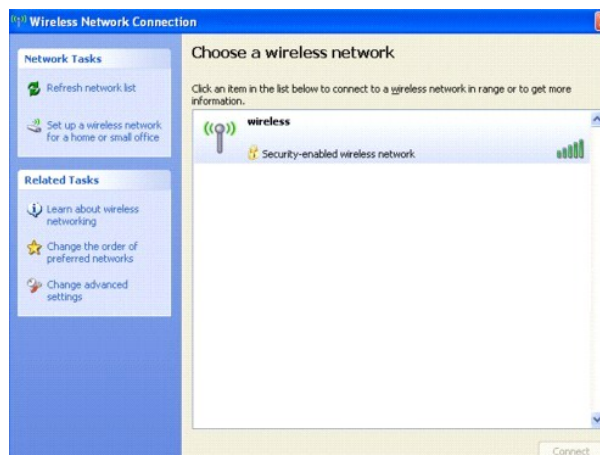 Wireless Network Connection
Network Tasks
Refresh network list
Set up a wireless network
for a home or small office
Related Tasks
Learn about wireless
networking
Change the order of
preferred networks
Change advanced
settings
Choose a wireless network
Click an item in the list below to connect to a wireless network in range or to get more
information.
wireless
Security-enabled wireless network
Connect